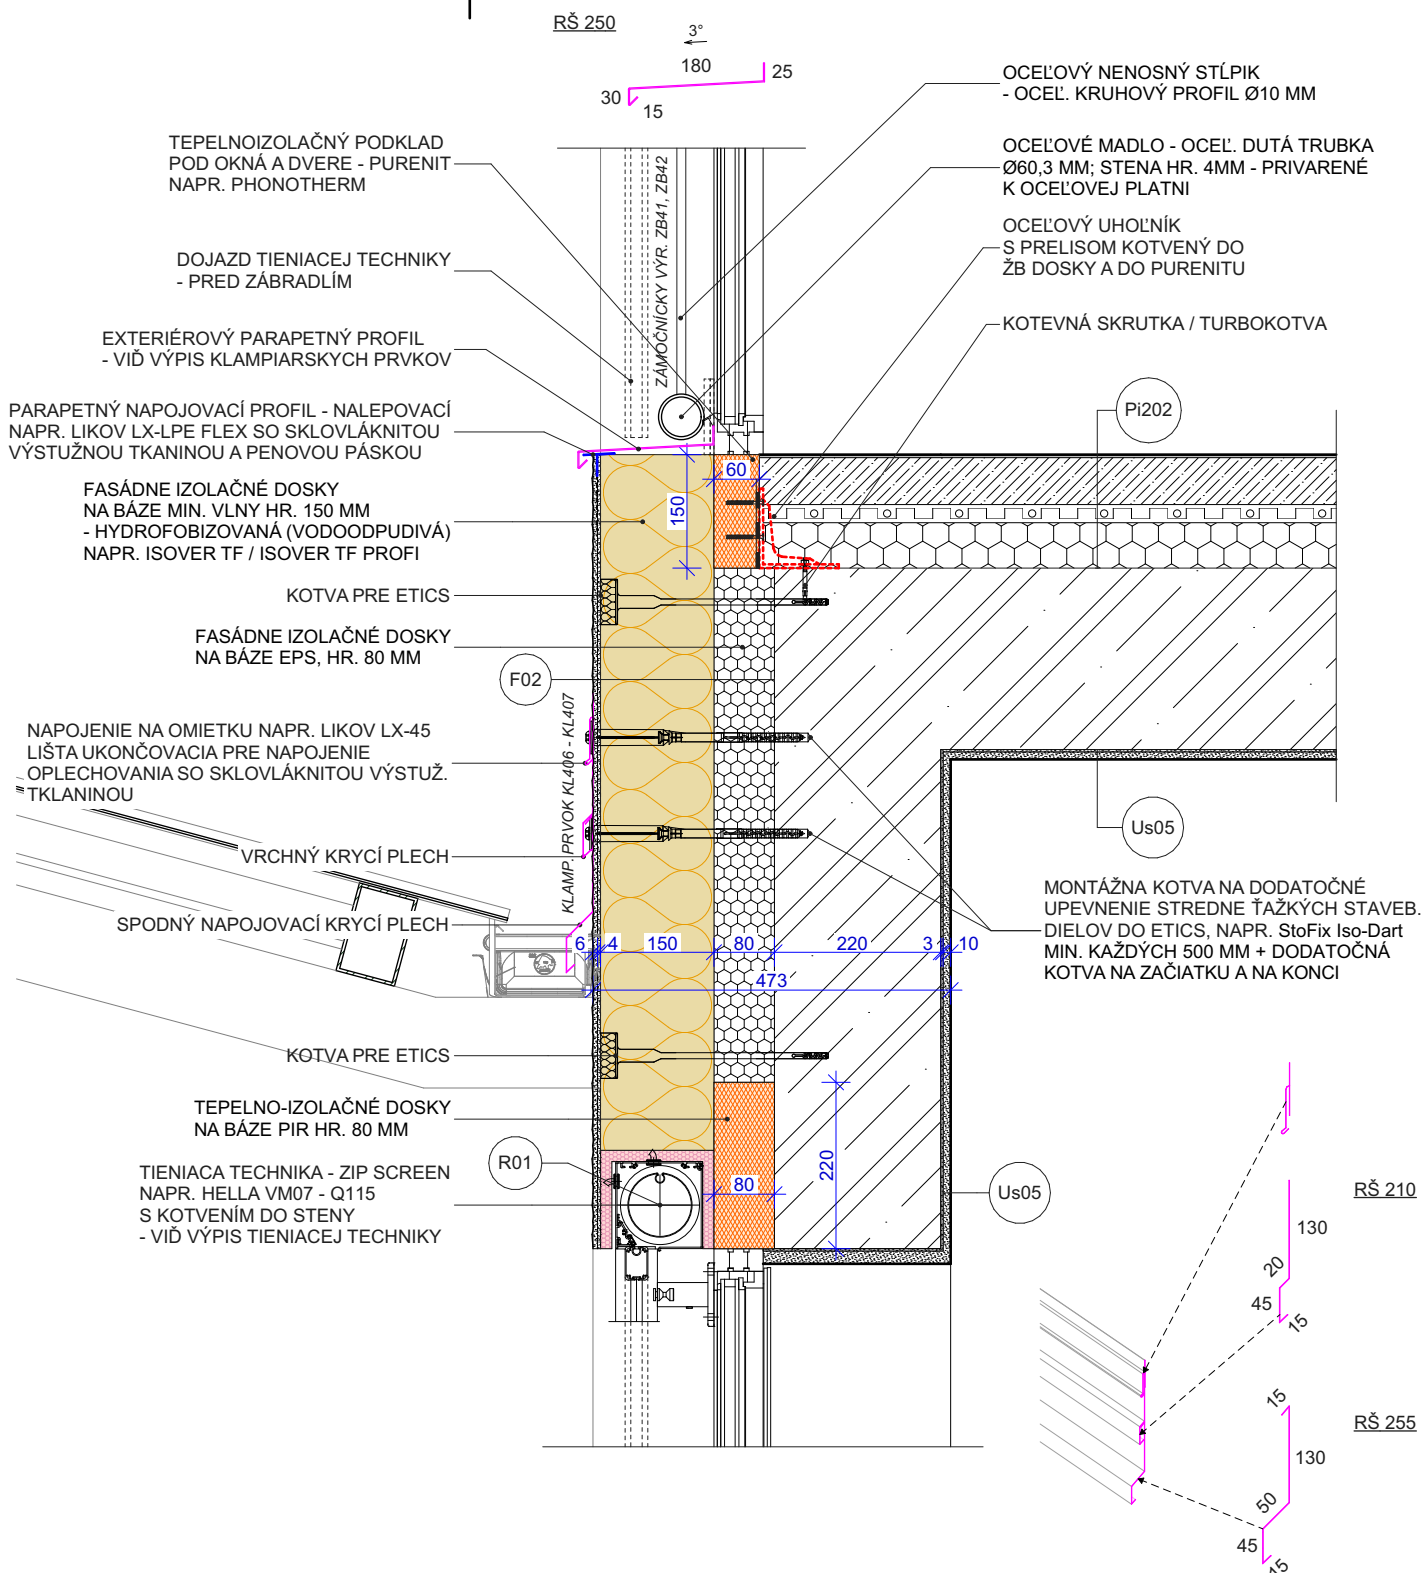 RŠ 250
3°
180
25
30
15
OCEĽOVÝ NENOSNÝ STĹPIK
- OCEĽ. KRUHOVÝ PROFIL Ø10 MM
TEPELNOIZOLAČNÝ PODKLAD
POD OKNÁ A DVERE - PURENIT
NAPR. PHONOTHERM
OCEĽOVÉ MADLO - OCEĽ. DUTÁ TRUBKA
Ø60,3 MM; STENA HR. 4MM - PRIVARENÉ
K OCEĽOVEJ PLATNI
ZÁMOČNÍCKY VÝR. ZB41, ZB42
OCEĽOVÝ UHOĽNÍK
S PRELISOM KOTVENÝ DO
ŽB DOSKY A DO PURENITU
DOJAZD TIENIACEJ TECHNIKY
- PRED ZÁBRADLÍM
KOTEVNÁ SKRUTKA / TURBOKOTVA
EXTERIÉROVÝ PARAPETNÝ PROFIL
- VIĎ VÝPIS KLAMPIARSKYCH PRVKOV
Pi202
PARAPETNÝ NAPOJOVACÍ PROFIL - NALEPOVACÍ
NAPR. LIKOV LX-LPE FLEX SO SKLOVLÁKNITOU
VÝSTUŽNOU TKANINOU A PENOVOU PÁSKOU
60
150
FASÁDNE IZOLAČNÉ DOSKY
NA BÁZE MIN. VLNY HR. 150 MM
- HYDROFOBIZOVANÁ (VODOODPUDIVÁ)
NAPR. ISOVER TF / ISOVER TF PROFI
KOTVA PRE ETICS
FASÁDNE IZOLAČNÉ DOSKY
NA BÁZE EPS, HR. 80 MM
F02
KLAMP. PRVOK KL406 - KL407
NAPOJENIE NA OMIETKU NAPR. LIKOV LX-45
LIŠTA UKONČOVACIA PRE NAPOJENIE
OPLECHOVANIA SO SKLOVLÁKNITOU VÝSTUŽ.
TKLANINOU
Us05
VRCHNÝ KRYCÍ PLECH
SPODNÝ NAPOJOVACÍ KRYCÍ PLECH
MONTÁŽNA KOTVA NA DODATOČNÉ
UPEVNENIE STREDNE ŤAŽKÝCH STAVEB.
DIELOV DO ETICS, NAPR. StoFix Iso-Dart
MIN. KAŽDÝCH 500 MM + DODATOČNÁ
KOTVA NA ZAČIATKU A NA KONCI
6 4 150 80 220 3 10
473
KOTVA PRE ETICS
TEPELNO-IZOLAČNÉ DOSKY
NA BÁZE PIR HR. 80 MM
220
80
R01
TIENIACA TECHNIKA - ZIP SCREEN
NAPR. HELLA VM07 - Q115
S KOTVENÍM DO STENY
- VIĎ VÝPIS TIENIACEJ TECHNIKY
Us05
RŠ 210
130
20
45
15
RŠ 255
15
130
50
45
15